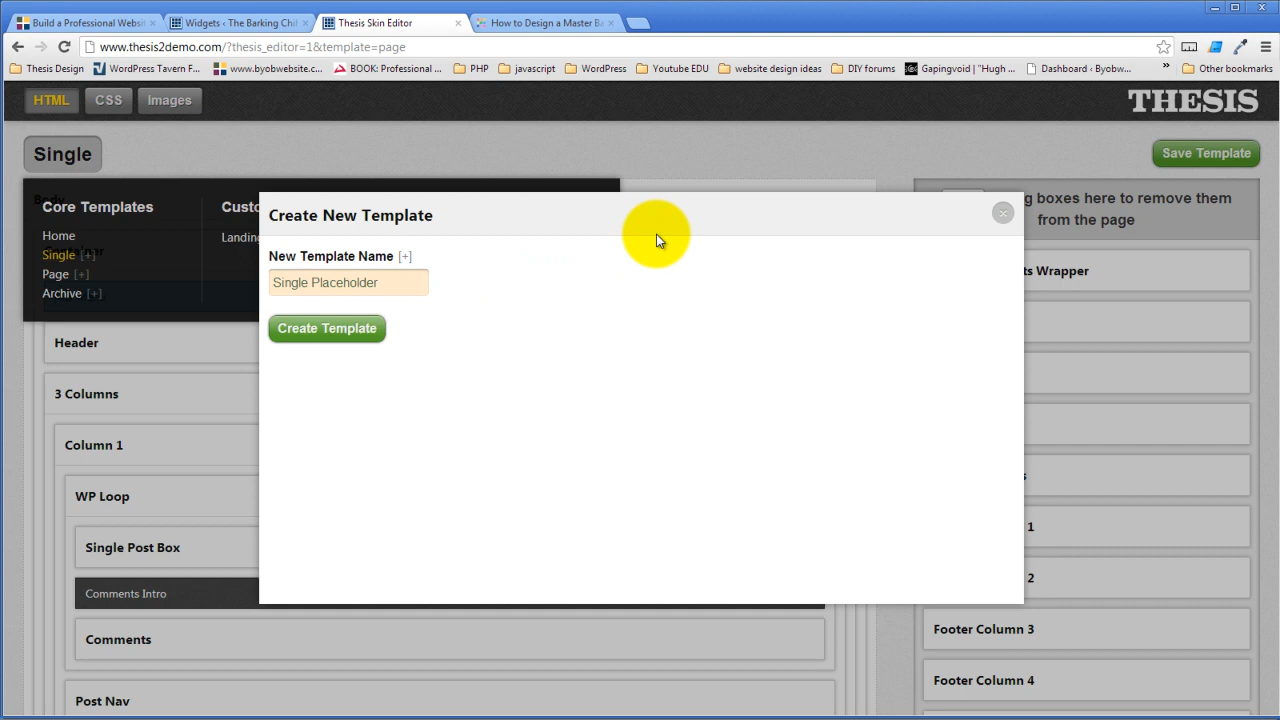 Build a Professional Websit
Widgets ‹ The Barking Chil
Thesis Skin Editor
How to Design a Master Ba
www.thesis2demo.com/?thesis_editor=1&template=page
Thesis Design
WordPress Tavern F...
www.byobwebsite.c...
BOOK: Professional ...
PHP
javascript
WordPress
Youtube EDU
website design ideas
DIY forums
Gapingvoid | "Hugh ...
Dashboard ‹ Byobw...
»
Other bookmarks
HTML
CSS
Images
THESIS
Single
Save Template
Core Templates
Custo
Home
Single [+]
Page [+]
Archive [+]
Landing
Create New Template
New Template Name [+]
Single Placeholder
Create Template
g boxes here to remove them
from the page
Header
3 Columns
Column 1
WP Loop
Single Post Box
Comments Intro
Comments
Post Nav
ts Wrapper
s
1
2
Footer Column 3
Footer Column 4